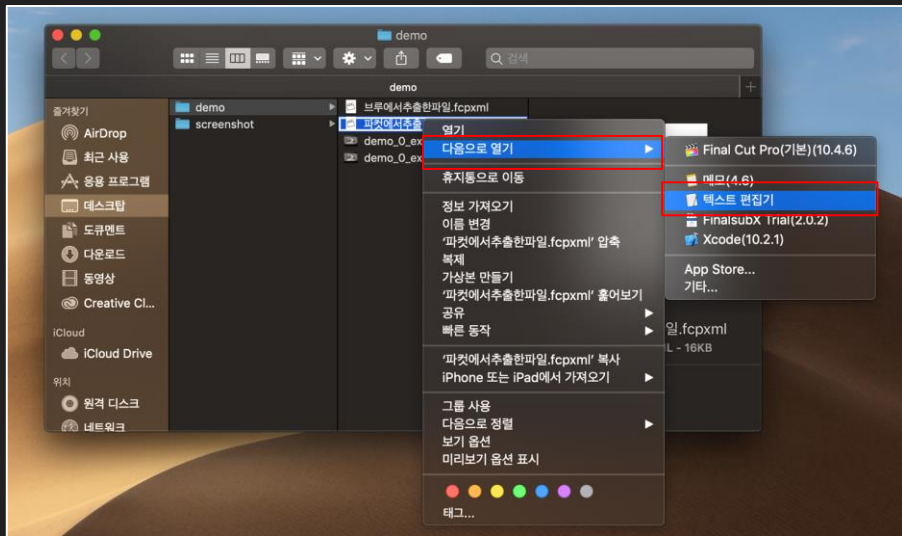 demo
검색
demo
즐겨찾기
AirDrop
최근 사용
응용 프로그램
데스크탑
도큐멘트
다운로드
동영상
Creative Cl...
iCloud
iCloud Drive
위치
원격 디스크
네트워크
demo
screenshot
브루에서추출한파일.fcpxml
파컷에서추출
demo_0_ex
demo_0_ex
열기
다음으로 열기
휴지통으로 이동
정보 가져오기
이름 변경
'파컷에서추출한파일.fcpxml' 압축
복제
가상본 만들기
'파컷에서추출한파일.fcpxml' 훑어보기
공유
빠른 동작
'파컷에서추출한파일.fcpxml' 복사
iPhone 또는 iPad에서 가져오기
그룹 사용
다음으로 정렬
보기 옵션
미리보기 옵션 표시
태그...
Final Cut Pro(기본)(10.4.6)
메모(4.6)
텍스트 편집기
FinalsubX Trial(2.0.2)
Xcode(10.2.1)
App Store...
기타...
일.fcpxml
L - 16KB